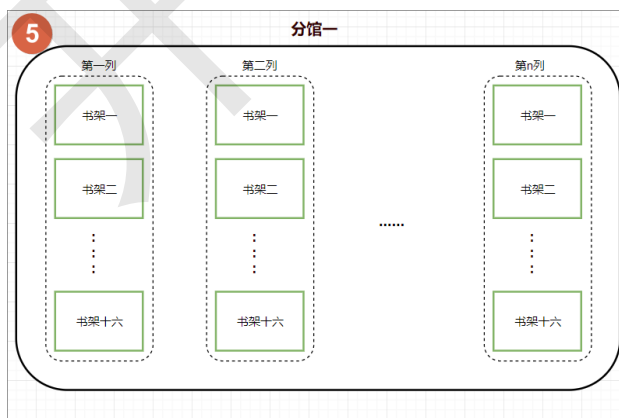 5
分馆一
第一列
第二列
第n列
书架一
书架一
书架一
书架二
书架二
书架二
......
书架十六
书架十六
书架十六